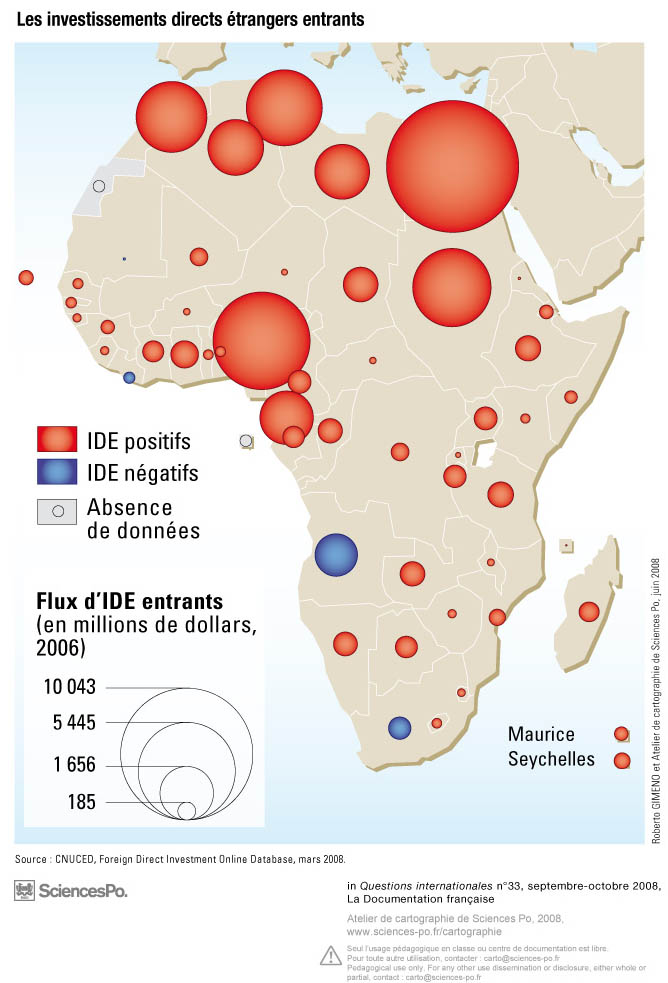 Les investissements directs étrangers entrants
IDE positifs
IDE négatifs
Absence
de données
Flux d'IDE entrants
(en millions de dollars,
2006)
10 043
5 445
1 656
185
Maurice
Seychelles
Roberto GIMENO et Atelier de cartographie de Sciences Po, juin 2008
Source : CNUCED, Foreign Direct Investment Online Database, mars 2008.
SciencesPo.
in Questions internationales n°33, septembre-octobre 2008,
La Documentation française
Atelier de cartographie de Sciences Po, 2008,
www.sciences-po.fr/cartographie
Seul l'usage pédagogique en classe ou centre de documentation est libre.
Pour toute autre utilisation, contacter : carto@sciences-po.fr
Pedagogical use only. For any other use dissemination or disclosure, either whole or
partial, contact : carto@sciences-po.fr